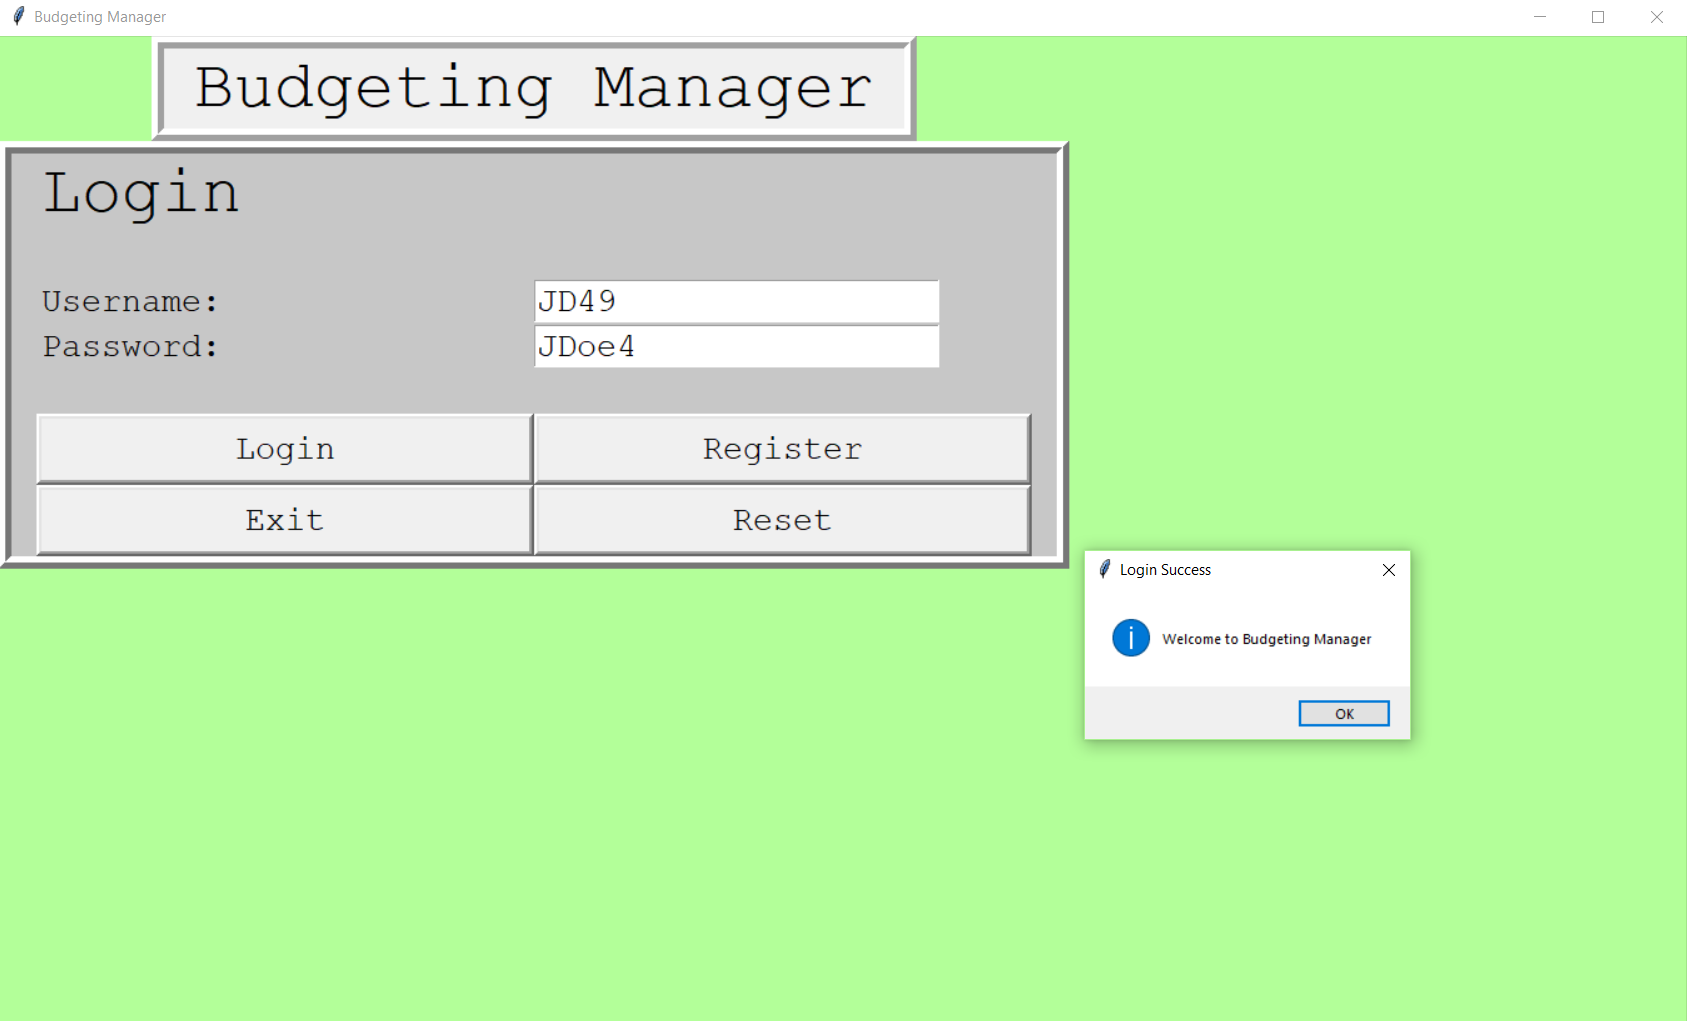 Budgeting Manager
Budgeting Manager
Login
Username: JD49
Password: JDoe4
Login Register
Exit Reset
Login Success
Welcome to Budgeting Manager
OK